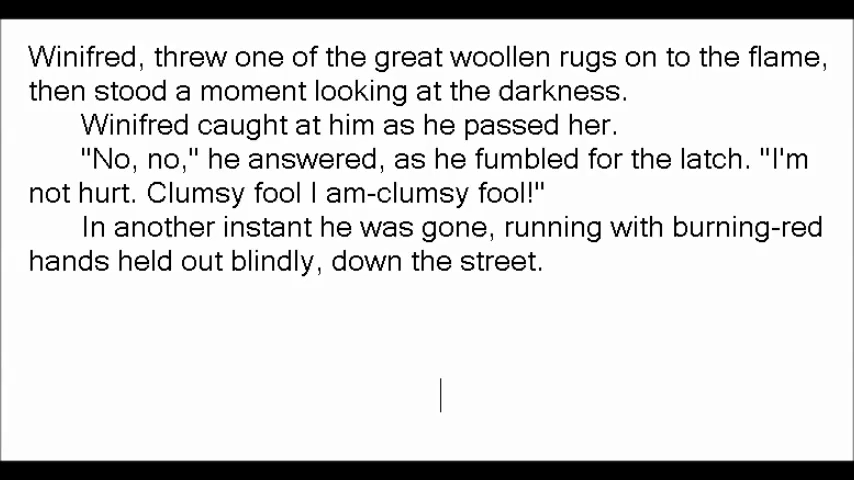 Winifred, threw one of the great woollen rugs on to the flame,
then stood a moment looking at the darkness.
Winifred caught at him as he passed her.
"No, no," he answered, as he fumbled for the latch. "I'm
not hurt. Clumsy fool I am-clumsy fool!"
In another instant he was gone, running with burning-red
hands held out blindly, down the street.